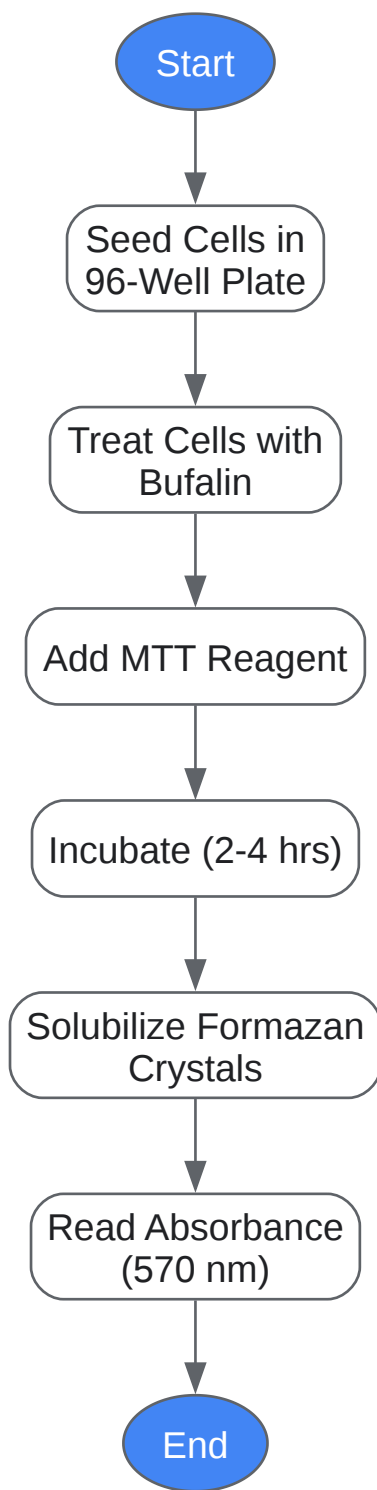 Start
Seed Cells in
96-Well Plate
Treat Cells with
Bufalin
Add MTT Reagent
Incubate (2-4 hrs)
Solubilize Formazan
Crystals
Read Absorbance
(570 nm)
End